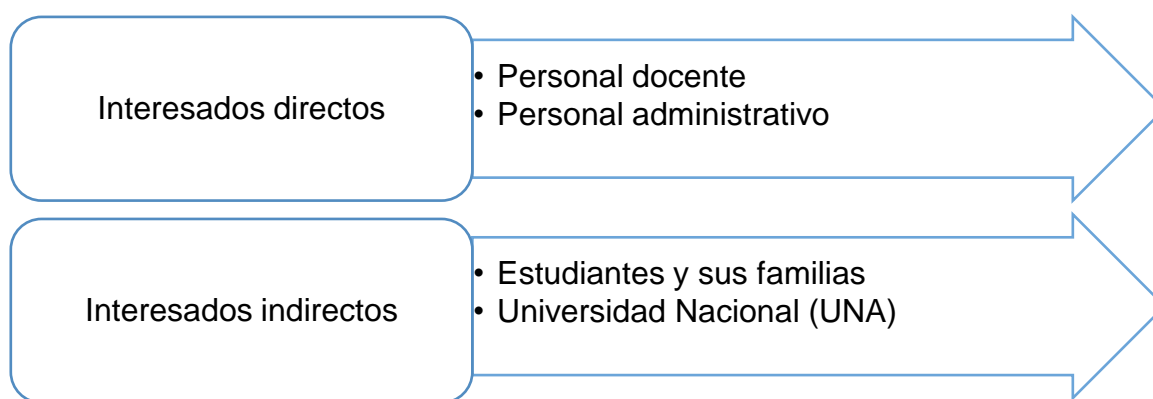 Interesados directos
• Personal docente
• Personal administrativo
Interesados indirectos
• Estudiantes y sus familias
• Universidad Nacional (UNA)